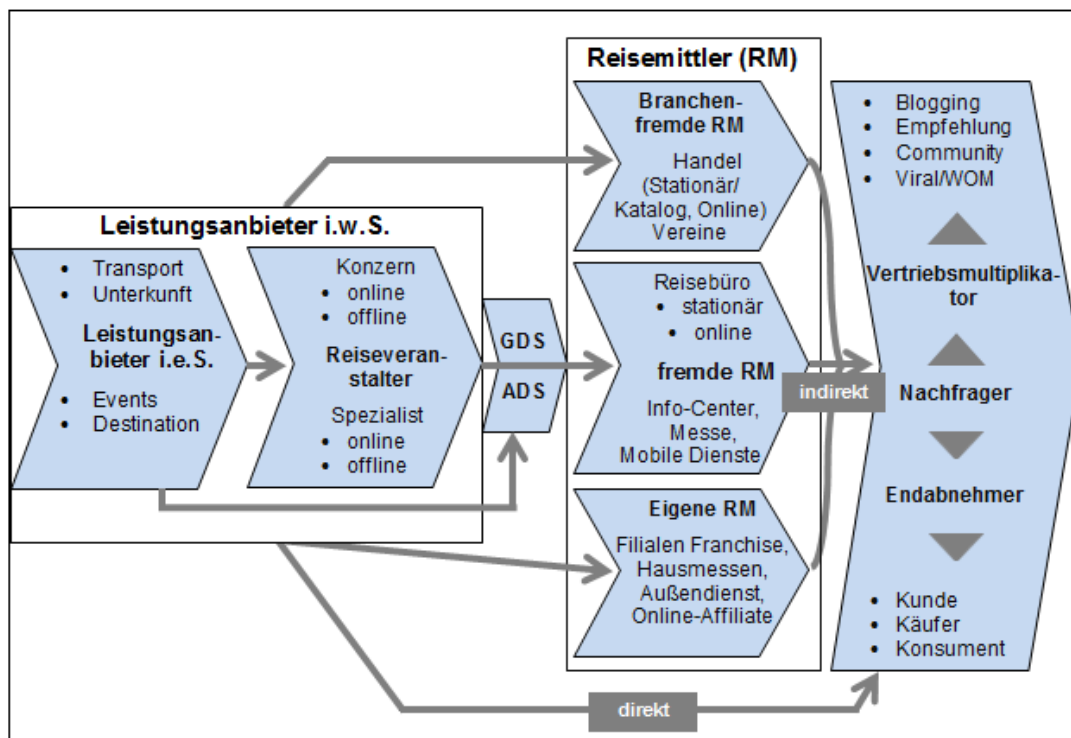 Leistungsanbieter i.w.S.
• Transport
• Unterkunft
Leistungsan-
bieter i.e.S.
• Events
• Destination
Konzern
• online
• offline
Reiseveran-
stalter
Spezialist
• online
• offline
GDS
ADS
Reisemittler (RM)
Branchen-
fremde RM
Handel
(Stationär/
Katalog, Online)
Vereine
Reisebüro
• stationär
• online
fremde RM
Info-Center,
Messe,
Mobile Dienste
Eigene RM
Filialen Franchise,
Hausmessen,
Außendienst,
Online-Affiliate
indirekt
direkt
• Blogging
• Empfehlung
• Community
• Viral/WOM
Vertriebsmultiplika-
tor
Nachfrager
Endabnehmer
• Kunde
• Käufer
• Konsument